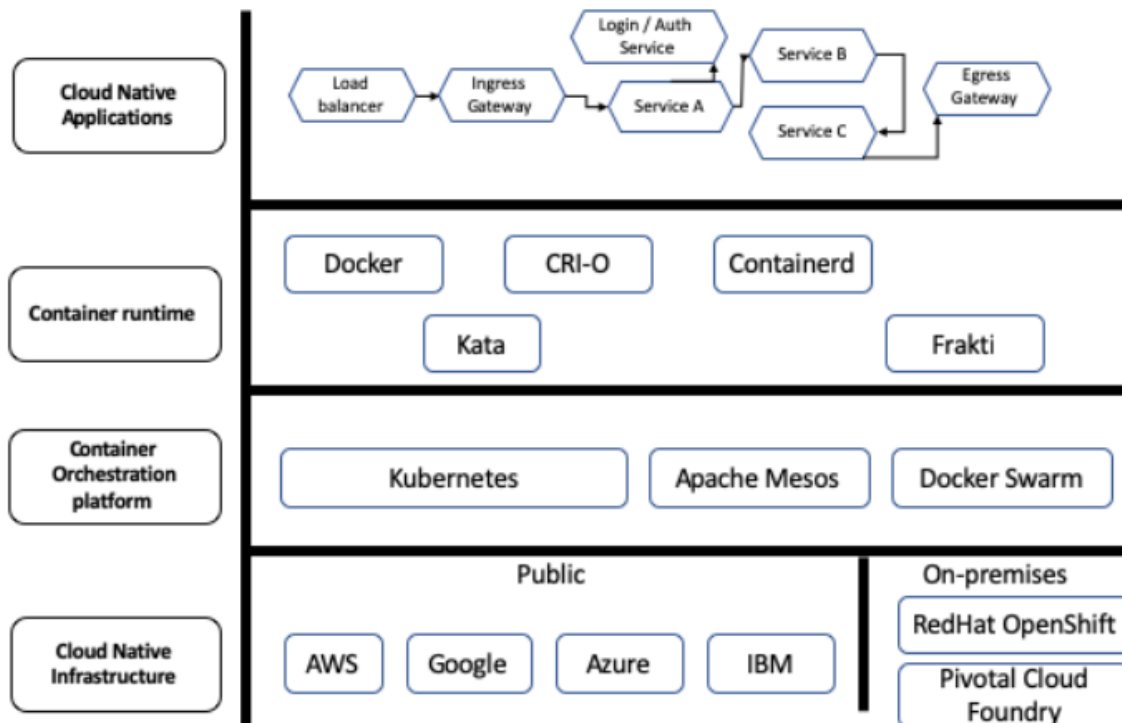 Cloud Native
Applications
Load
balancer
Ingress
Gateway
Login / Auth
Service
Service A
Service B
Service C
Egress
Gateway
Container runtime
Docker
CRI-O
Containerd
Kata
Frakti
Container
Orchestration
platform
Kubernetes
Apache Mesos
Docker Swarm
Cloud Native
Infrastructure
Public
AWS
Google
Azure
IBM
On-premises
RedHat OpenShift
Pivotal Cloud
Foundry